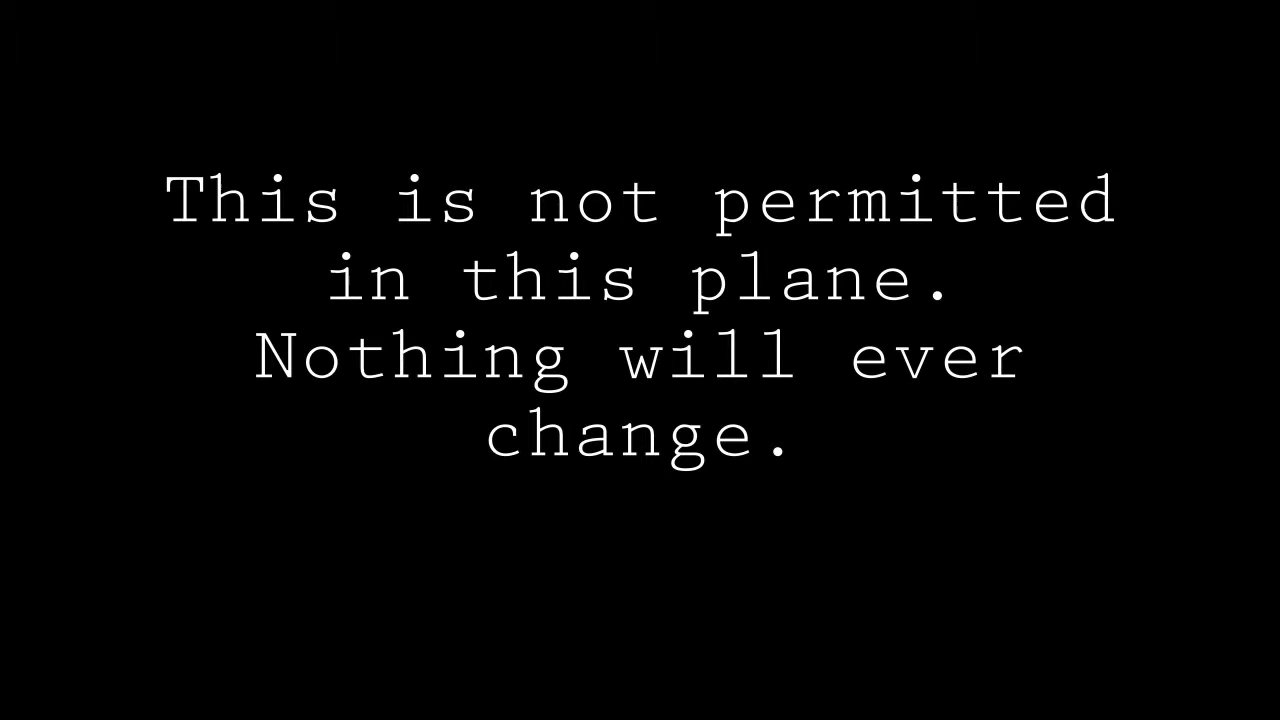 This is not permitted
in this plane.
Nothing will ever
change.